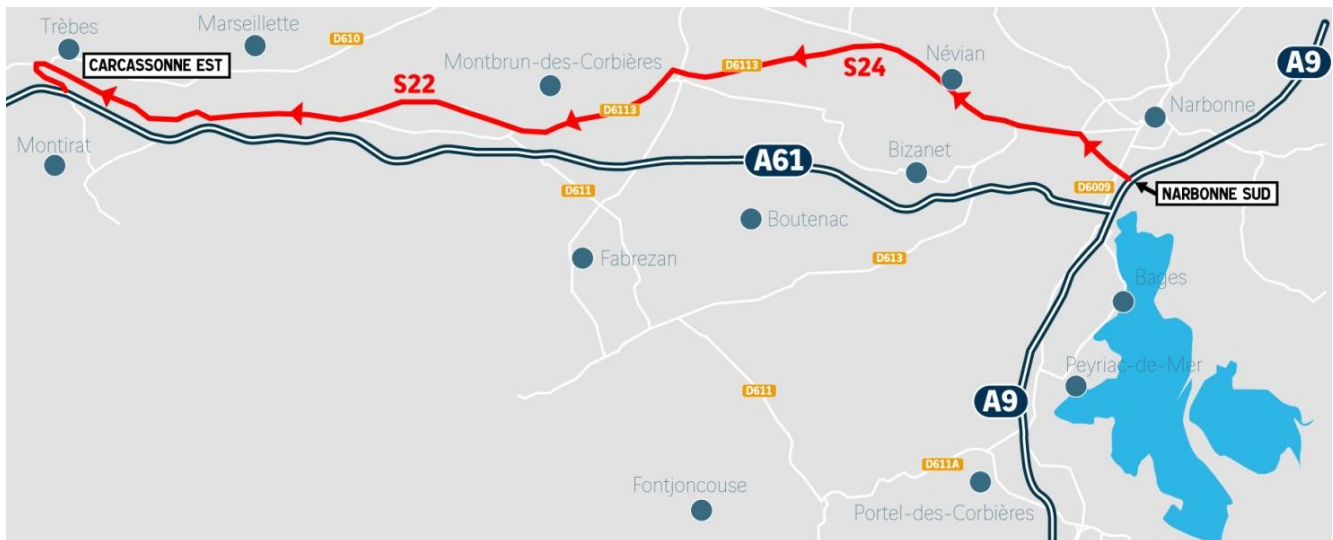 Trèbes
Marseillette
D610
CARCASSONNE EST
Montbrun-des-Corbières
S22
D6113
D6113
S24
Névian
A9
Narbonne
Montirat
A61
Bizanet
D611
D6009
NARBONNE SUD
Boutenac
Fabrezan
D613
Bages
Peyriac-de-Mer
D611
A9
D611A
Fontjoncouse
Portel-des-Corbières